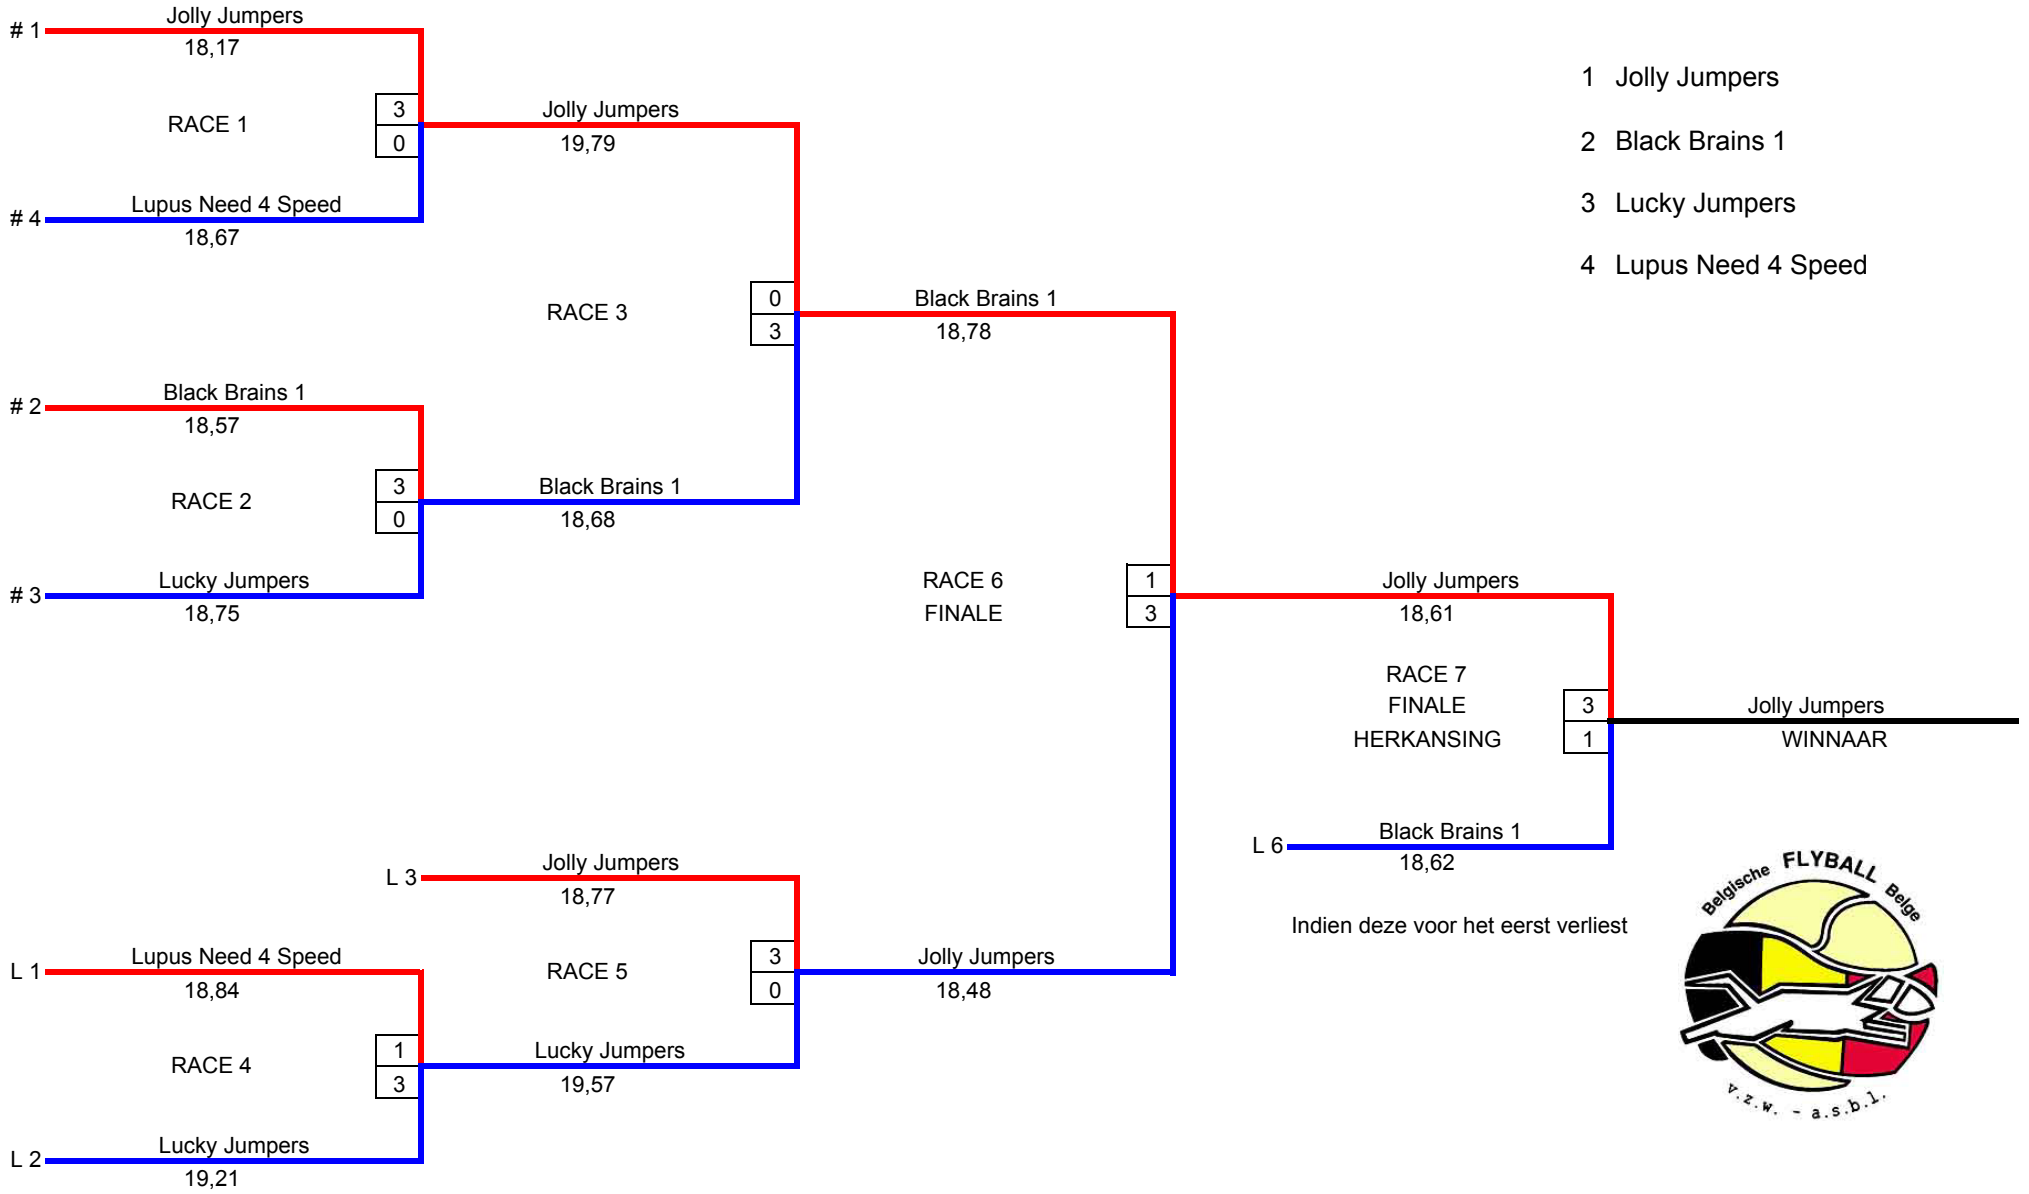 # 1
Jolly Jumpers
18,17
RACE 1
3
0
# 4
Lupus Need 4 Speed
18,67
Jolly Jumpers
19,79
RACE 3
0
3
# 2
Black Brains 1
18,57
RACE 2
3
0
# 3
Lucky Jumpers
18,75
Black Brains 1
18,68
Black Brains 1
18,78
RACE 6
FINALE
1
3
L 3
Jolly Jumpers
18,77
RACE 5
3
0
L 1
Lupus Need 4 Speed
18,84
RACE 4
1
3
L 2
Lucky Jumpers
19,21
Lucky Jumpers
19,57
Jolly Jumpers
18,48
Jolly Jumpers
18,61
RACE 7
FINALE
HERKANSING
3
1
L 6
Black Brains 1
18,62
Indien deze voor het eerst verliest
Jolly Jumpers
WINNAAR
1 Jolly Jumpers
2 Black Brains 1
3 Lucky Jumpers
4 Lupus Need 4 Speed
Belgische FLYBALL Belge
v.z.w. - a.s.b.l.